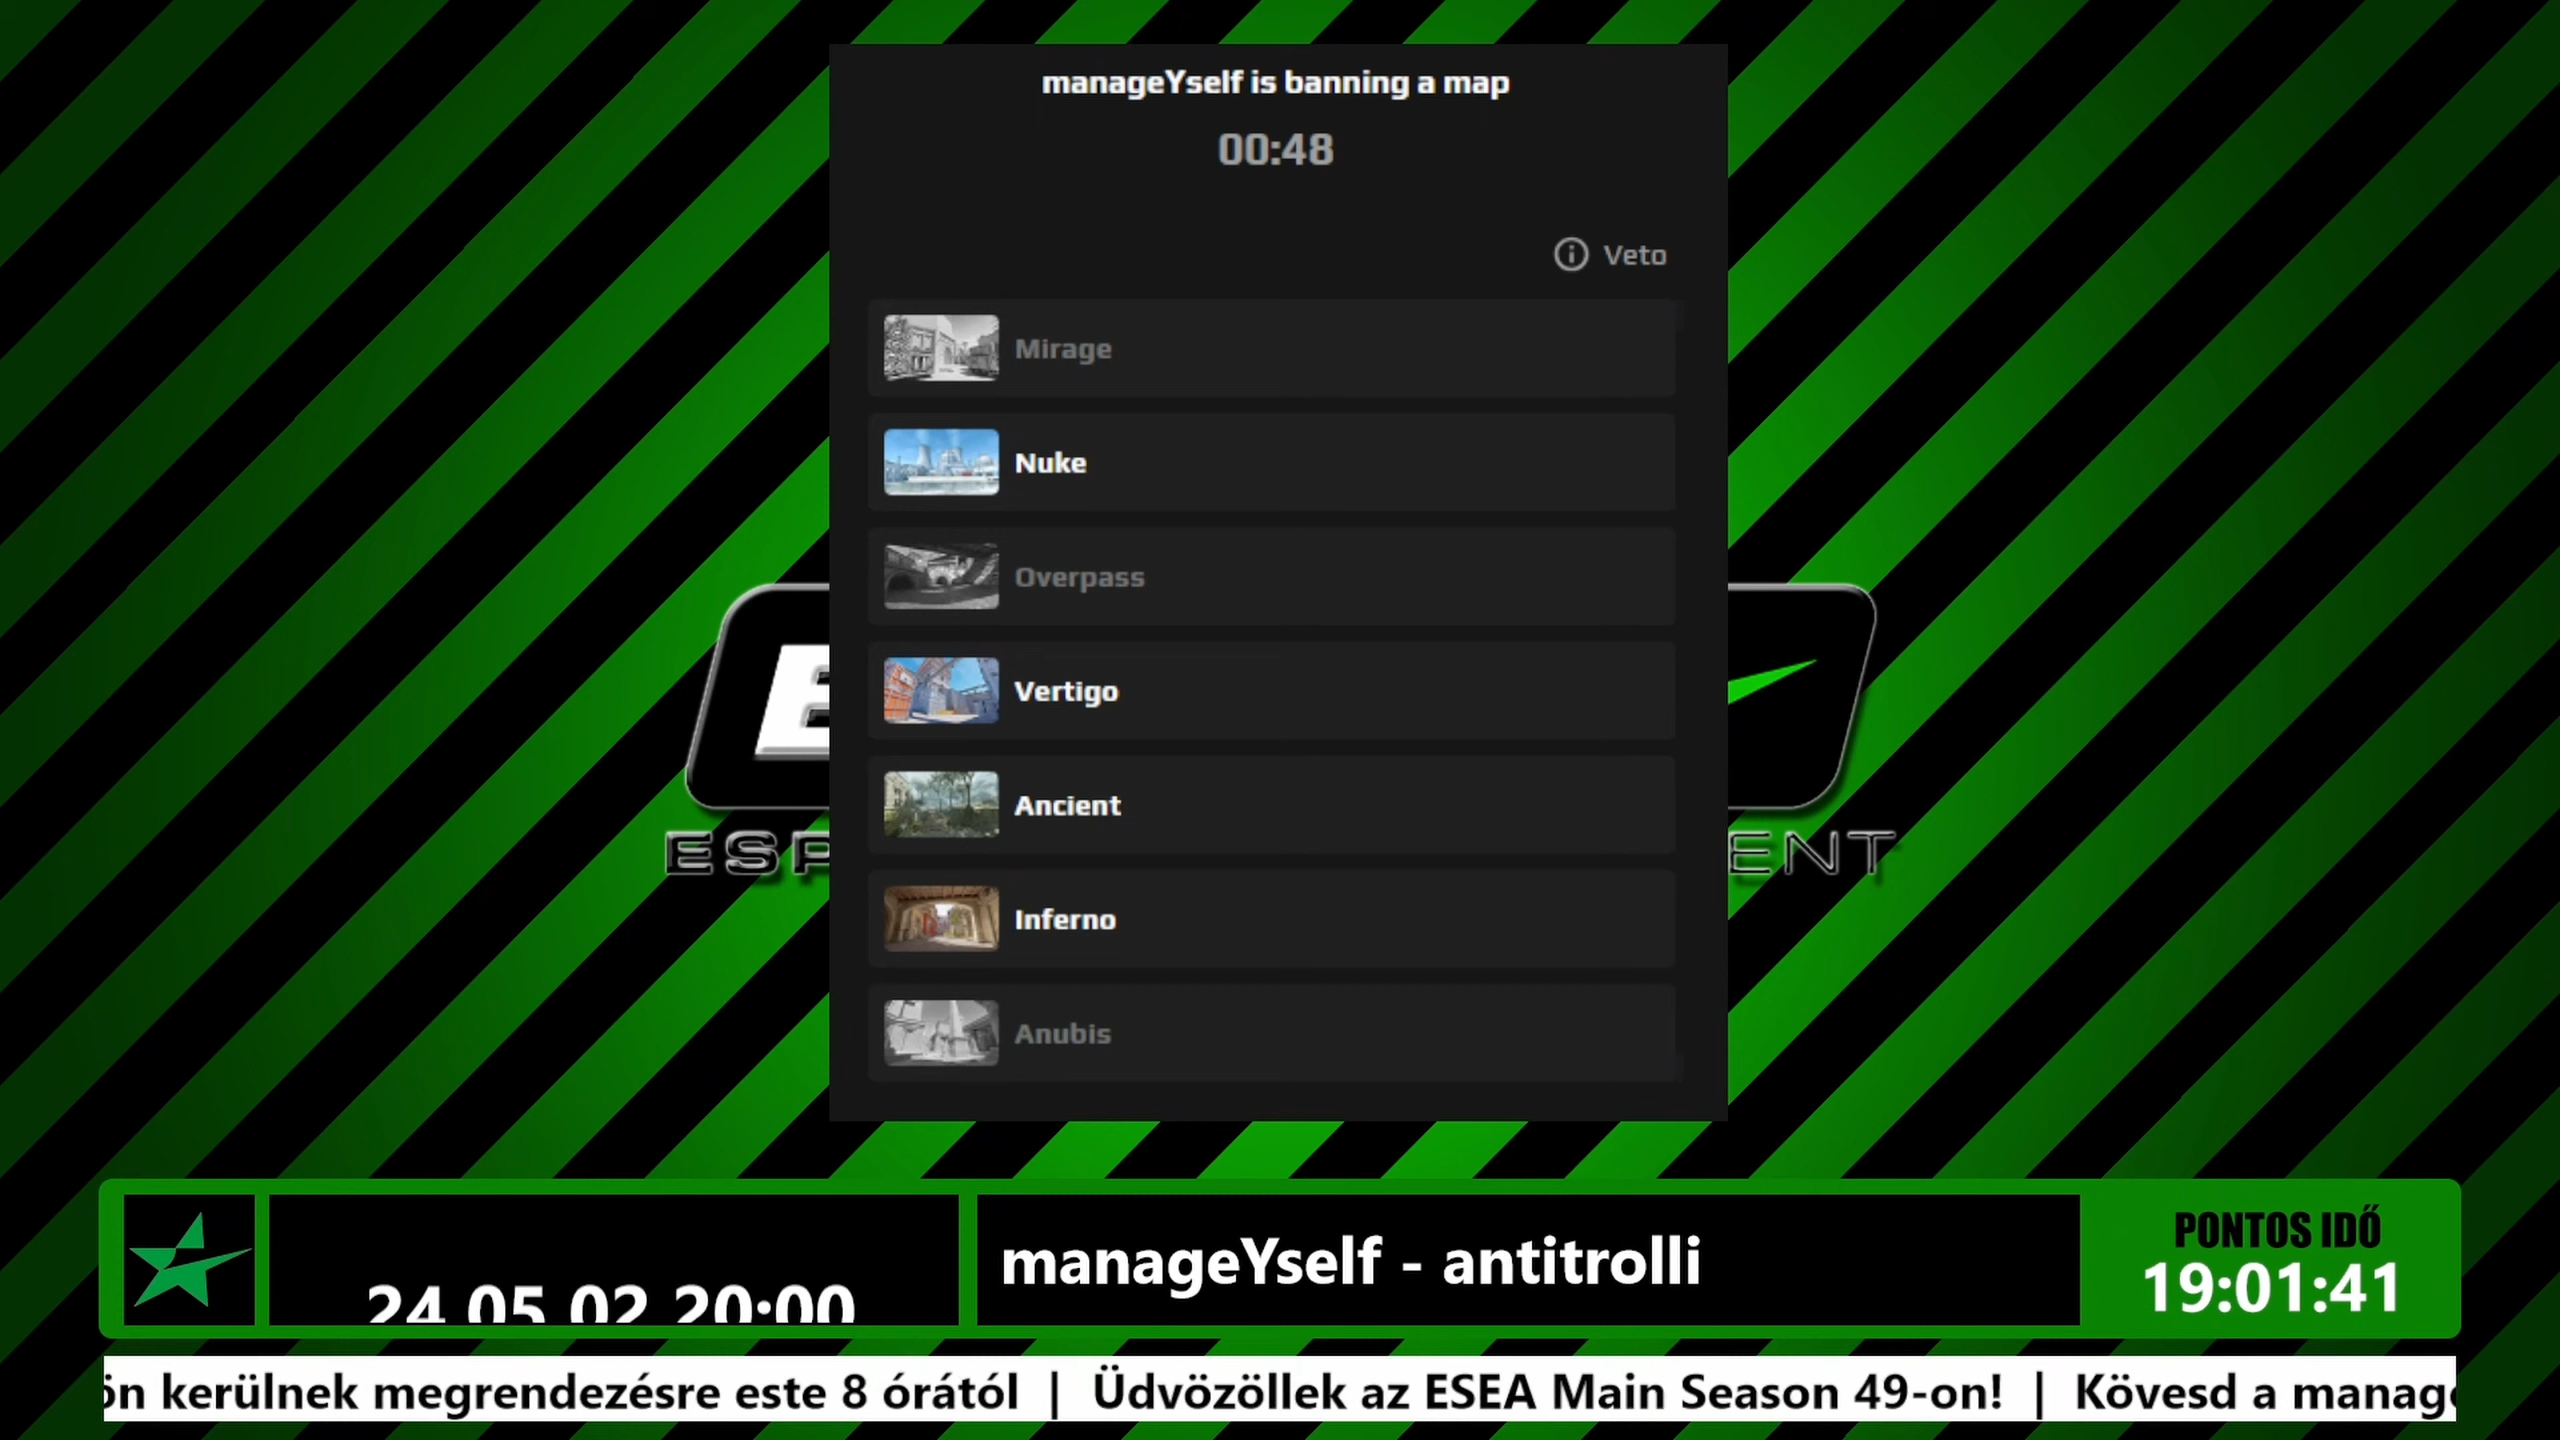 manageYself is banning a map
00:48
Veto
Mirage
Nuke
Overpass
Vertigo
Ancient
Inferno
Anubis
manageYself - antitrolli
24.05.02 20:00
PONTOS IDŐ
19:01:41
kerülnek megrendezésre este 8 órától | Üdvözöllek az ESEA Main Season 49-on! | Kövesd a